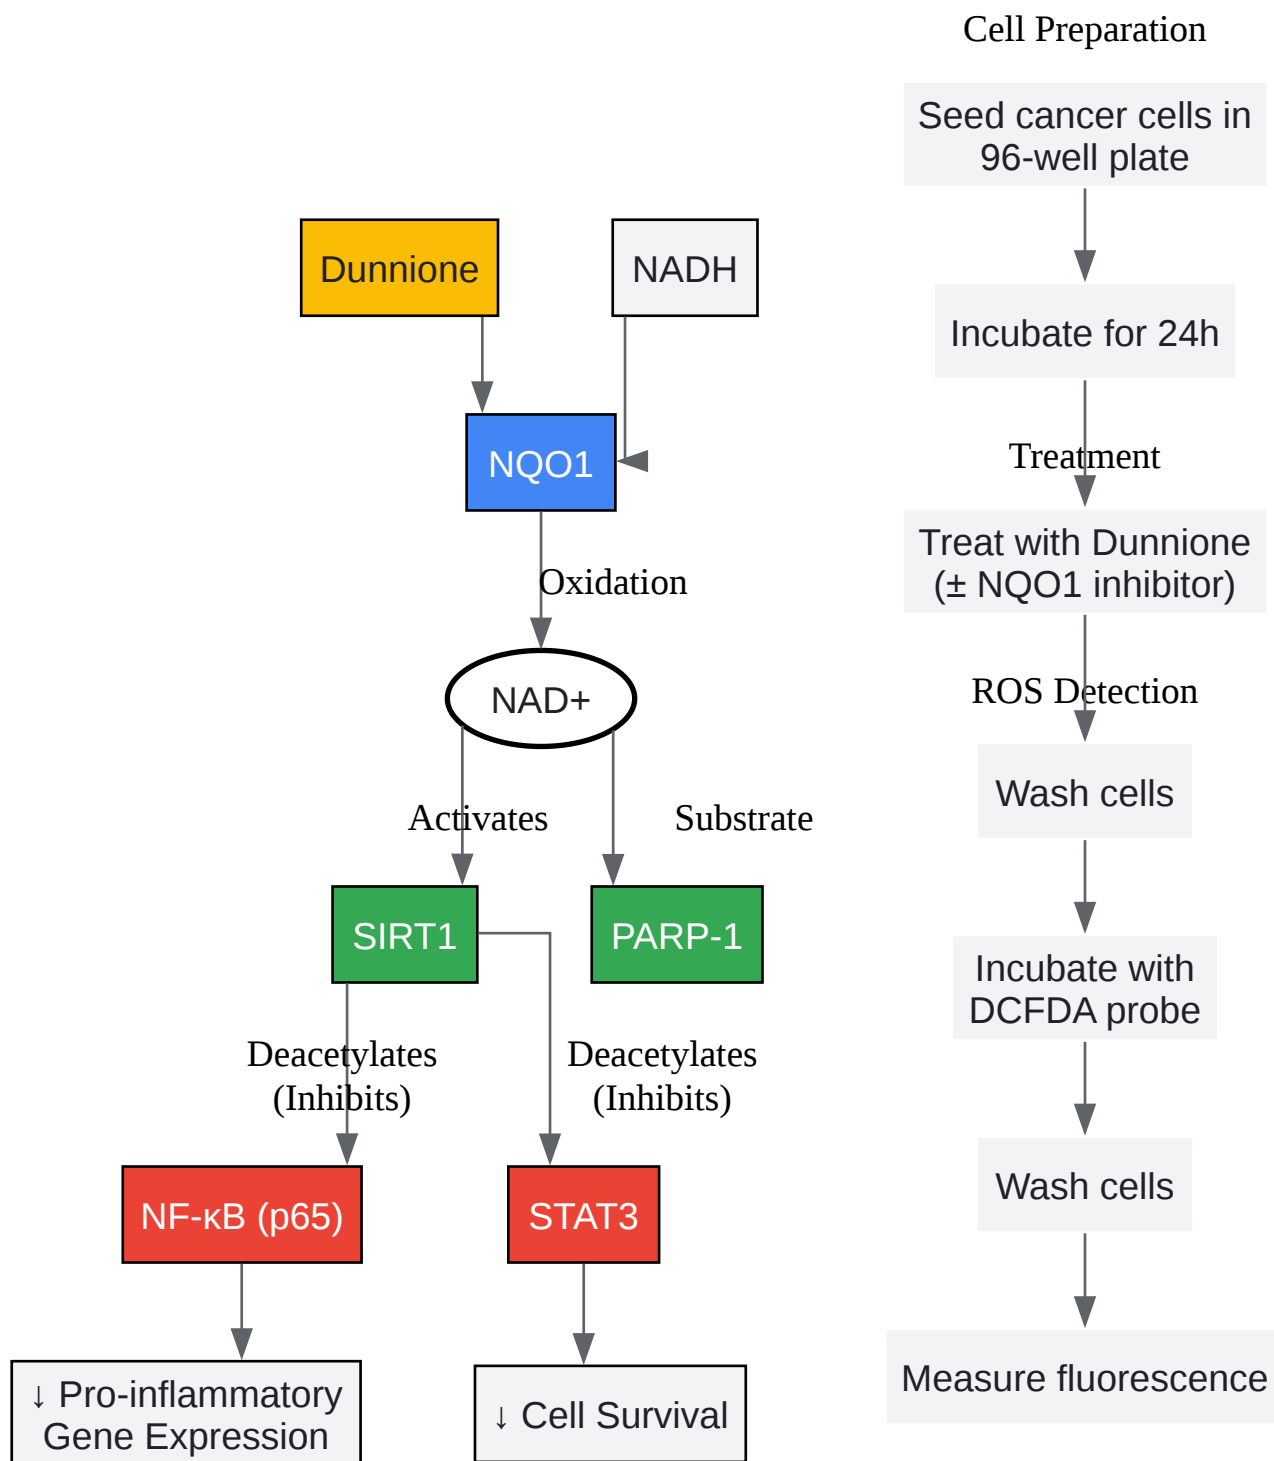 Dunnione
NADH
NQO1
Oxidation
NAD+
Activates
Substrate
SIRT1
PARP-1
Deacetylates
(Inhibits)
Deacetylates
(Inhibits)
NF-κB (p65)
STAT3
↓ Pro-inflammatory
Gene Expression
↓ Cell Survival
Cell Preparation
Seed cancer cells in
96-well plate
Incubate for 24h
Treatment
Treat with Dunnione
(± NQO1 inhibitor)
ROS Detection
Wash cells
Incubate with
DCFDA probe
Wash cells
Measure fluorescence